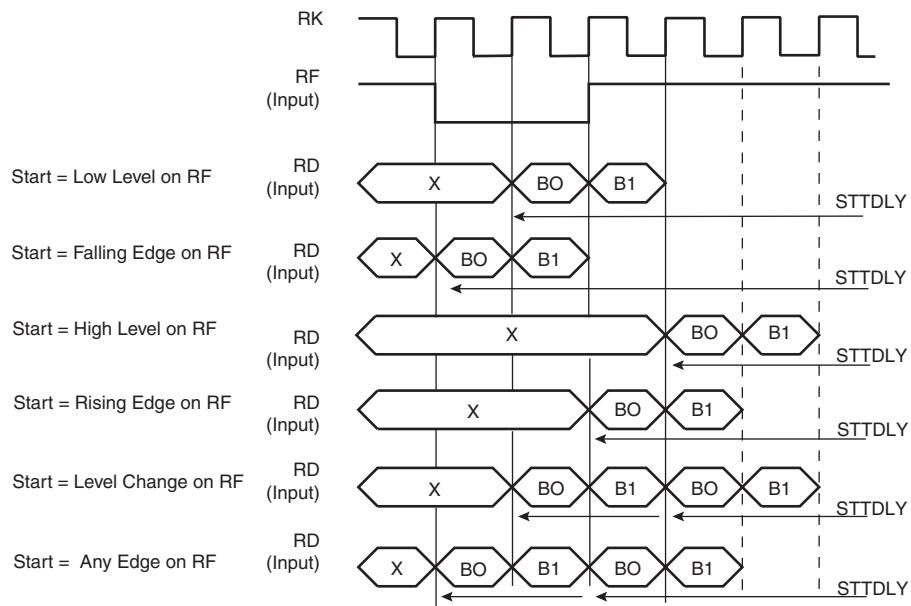 RK
RF
(Input)
Start = Low Level on RF
RD
(Input)
X
BO
B1
STTDLY
Start = Falling Edge on RF
RD
(Input)
X
BO
B1
STTDLY
Start = High Level on RF
RD
(Input)
X
BO
B1
STTDLY
Start = Rising Edge on RF
RD
(Input)
X
BO
B1
STTDLY
Start = Level Change on RF
RD
(Input)
X
BO
B1
BO
B1
STTDLY
Start = Any Edge on RF
RD
(Input)
X
BO
B1
BO
B1
STTDLY